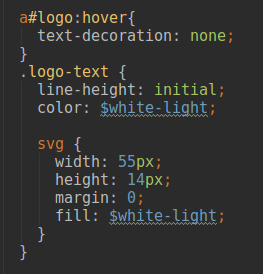 a#logo:hover{
  text-decoration: none;
}
.logo-text {
  line-height: initial;
  color: $white-light;

  svg {
    width: 55px;
    height: 14px;
    margin: 0;
    fill: $white-light;
  }
}